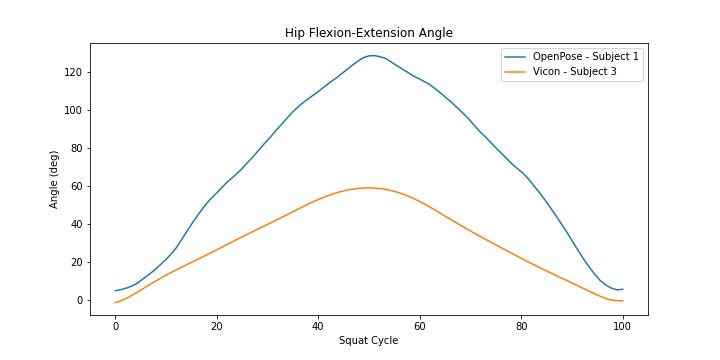 Hip Flexion-Extension Angle
OpenPose - Subject 1
Vicon - Subject 3
Angle (deg)
120
100
80
60
40
20
0
0 20 40 60 80 100
Squat Cycle